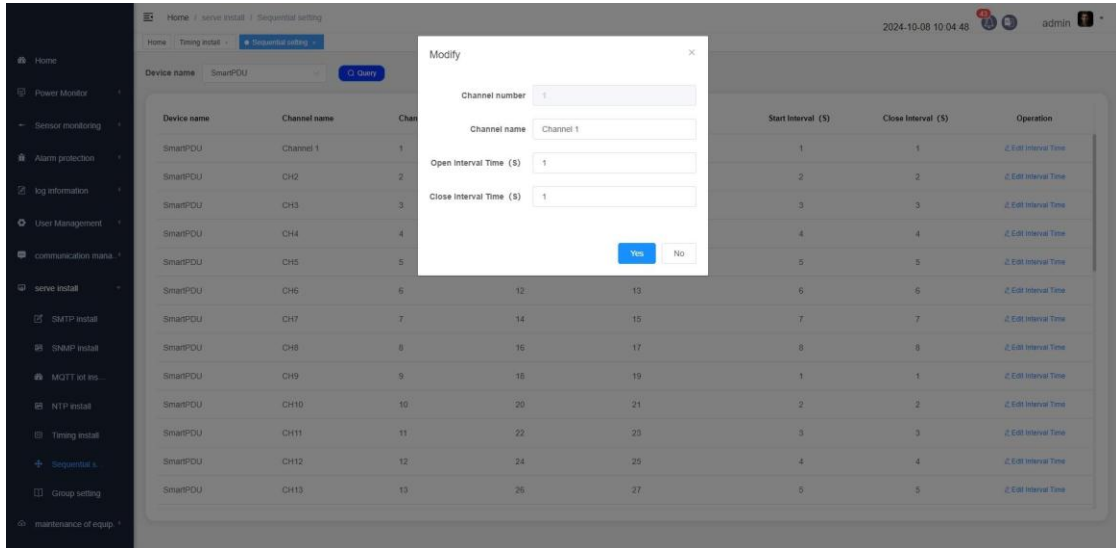 Home / serve Install / Sequential setting
2024-10-08 10:04:48 43 admin
Home Timing install × Sequential setting ×
Device name SmartPDU Query
Home
Power Monitor
Sensor monitoring
Alarm protection
log information
User Management
communication mana.
serve install
SMTP install
SNMP install
MQTT iot ins...
NTP install
Timing install
Sequential s...
Group setting
maintenance of equip.
Modify ×
Channel number 1
Channel name Channel 1
Open Interval Time (S) 1
Close Interval Time (S) 1
Yes No
Device name Channel name Chan Start Interval (S) Close Interval (S) Operation
SmartPDU Channel 1 1 1 1 Edit Interval Time
SmartPDU CH2 2 2 2 Edit Interval Time
SmartPDU CH3 3 3 3 Edit Interval Time
SmartPDU CH4 4 4 4 Edit Interval Time
SmartPDU CH5 5 5 5 Edit Interval Time
SmartPDU CH6 6 12 13 6 6 Edit Interval Time
SmartPDU CH7 7 14 15 7 7 Edit Interval Time
SmartPDU CH8 8 16 17 8 8 Edit Interval Time
SmartPDU CH9 9 18 19 1 1 Edit Interval Time
SmartPDU CH10 10 20 21 2 2 Edit Interval Time
SmartPDU CH11 11 22 23 3 3 Edit Interval Time
SmartPDU CH12 12 24 25 4 4 Edit Interval Time
SmartPDU CH13 13 26 27 5 5 Edit Interval Time